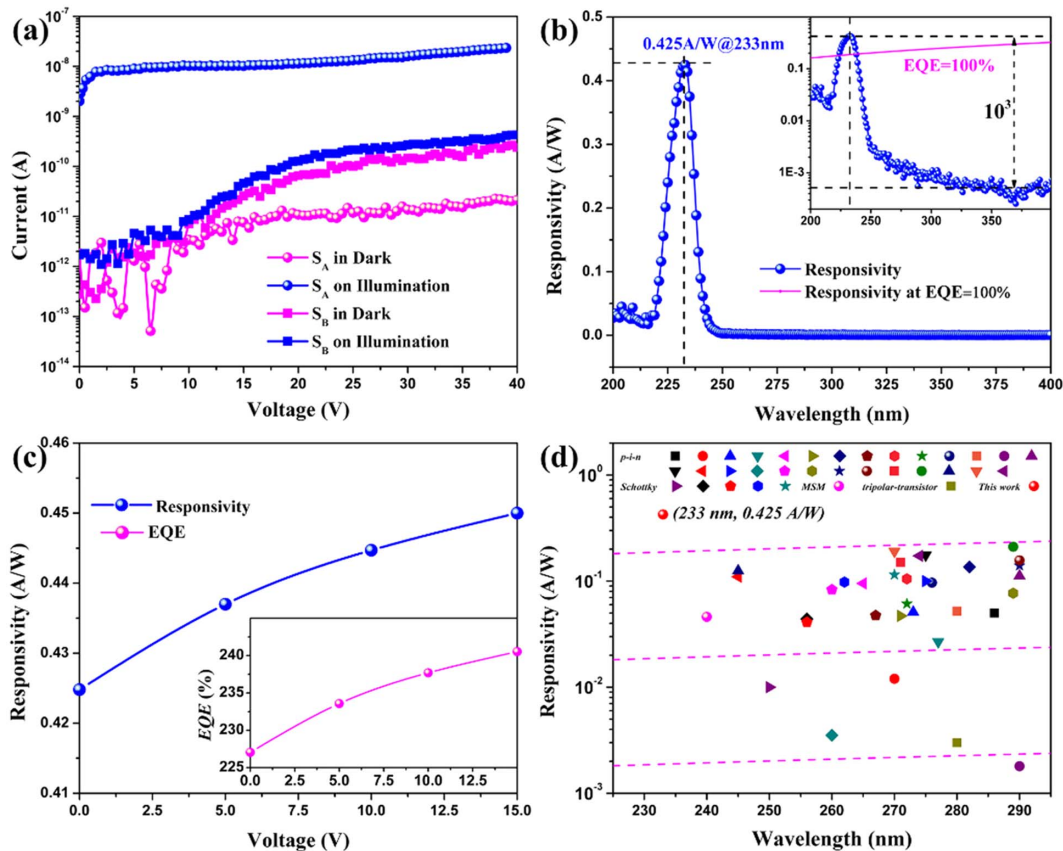 (a)
Current (A)
10^-7
10^-8
10^-9
10^-10
10^-11
10^-12
10^-13
10^-14
S_A in Dark
S_A on Illumination
S_B in Dark
S_B on Illumination
0 5 10 15 20 25 30 35 40
Voltage (V)
(b)
Responsivity (A/W)
0.5
0.4
0.3
0.2
0.1
0.0
0.425A/W@233nm
EQE=100%
10^3
0.1
0.01
1E-3
200 250 300 350
Responsivity
Responsivity at EQE=100%
200 225 250 275 300 325 350 375 400
Wavelength (nm)
(c)
Responsivity (A/W)
0.46
0.45
0.44
0.43
0.42
0.41
Responsivity
EQE
EQE (%)
240
235
230
225
0.0 2.5 5.0 7.5 10.0 12.5
0.0 2.5 5.0 7.5 10.0 12.5 15.0
Voltage (V)
(d)
Responsivity (A/W)
10^0
10^-1
10^-2
10^-3
p-i-n
Schottky MSM tripolar-transistor This work
(233 nm, 0.425 A/W)
230 240 250 260 270 280 290
Wavelength (nm)